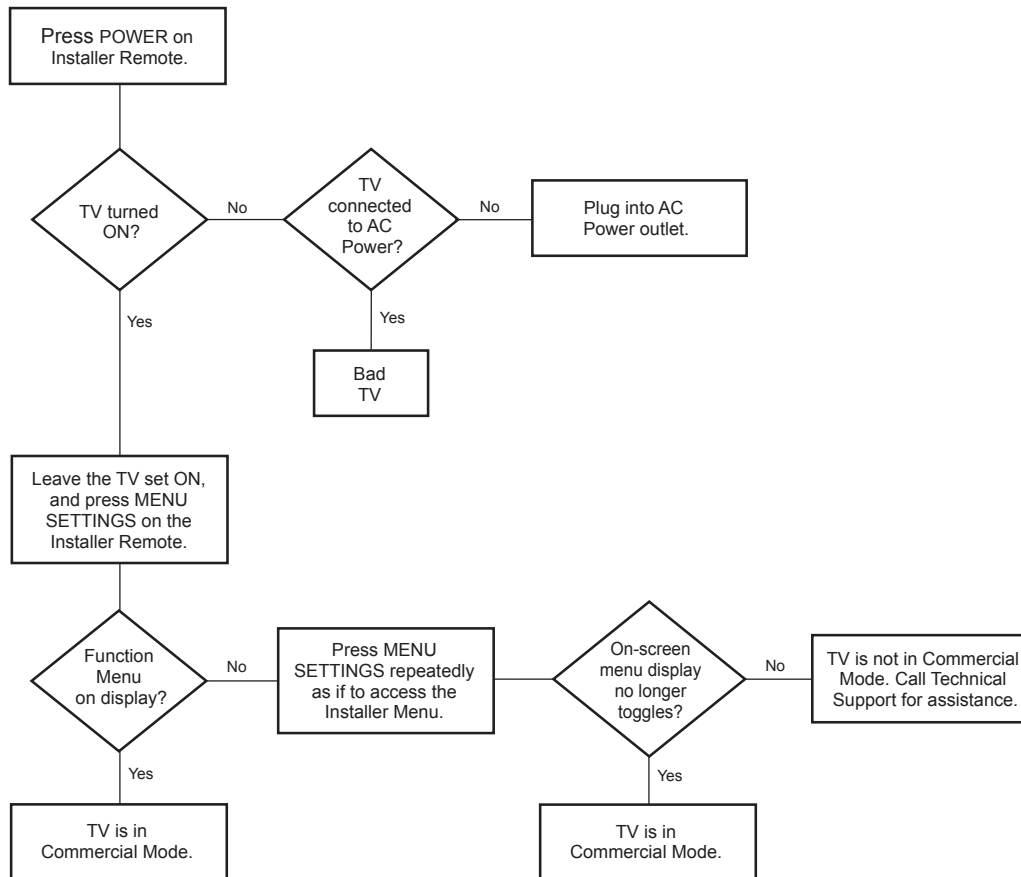 Press POWER on
Installer Remote.
TV turned
ON?
No
TV
connected
to AC
Power?
No
Plug into AC
Power outlet.
Yes
Yes
Bad
TV
Leave the TV set ON,
and press MENU
SETTINGS on the
Installer Remote.
Function
Menu
on display?
No
Press MENU
SETTINGS repeatedly
as if to access the
Installer Menu.
On-screen
menu display
no longer
toggles?
No
TV is not in Commercial
Mode. Call Technical
Support for assistance.
Yes
Yes
TV is in
Commercial Mode.
TV is in
Commercial Mode.